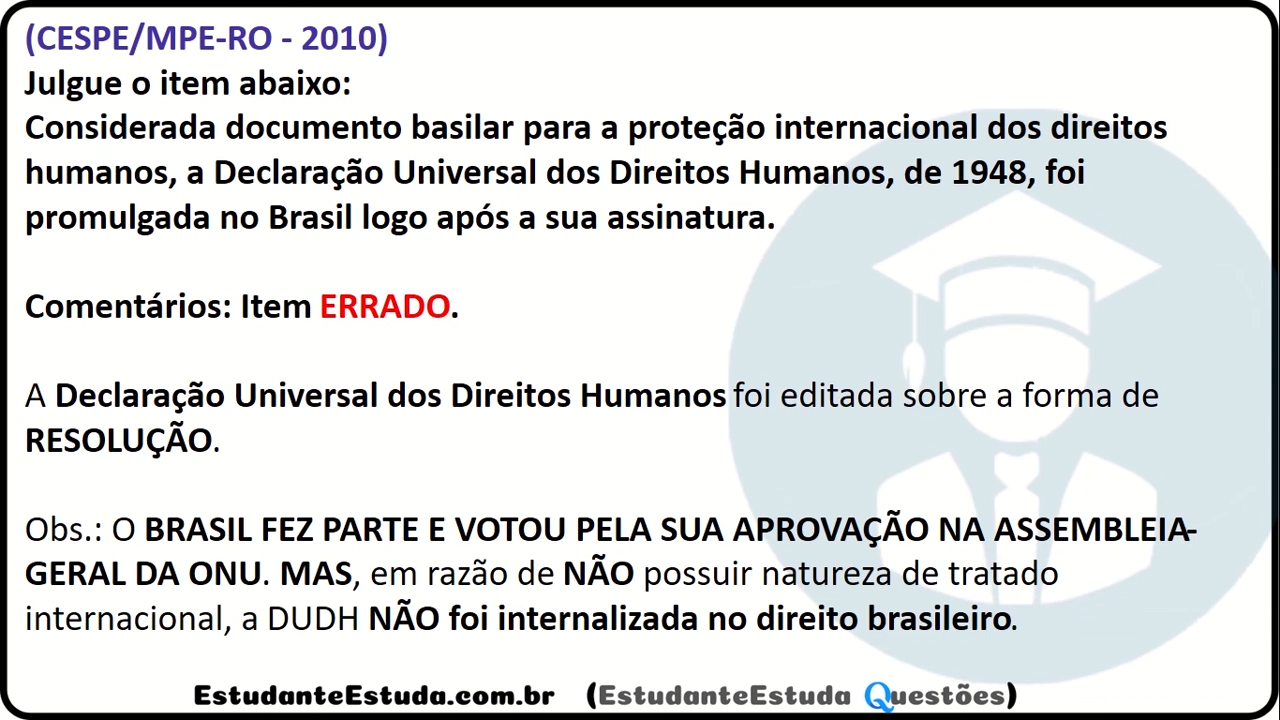 (CESPE/MPE-RO - 2010)
Julgue o item abaixo:
Considerada documento basilar para a proteção internacional dos direitos
humanos, a Declaração Universal dos Direitos Humanos, de 1948, foi
promulgada no Brasil logo após a sua assinatura.
Comentários: Item ERRADO.
A Declaração Universal dos Direitos Humanos foi editada sobre a forma de
RESOLUÇÃO.
Obs.: O BRASIL FEZ PARTE E VOTOU PELA SUA APROVAÇÃO NA ASSEMBLEIA-
GERAL DA ONU. MAS, em razão de NÃO possuir natureza de tratado
internacional, a DUDH NÃO foi internalizada no direito brasileiro.
EstudanteEstuda.com.br (EstudanteEstuda Questões)